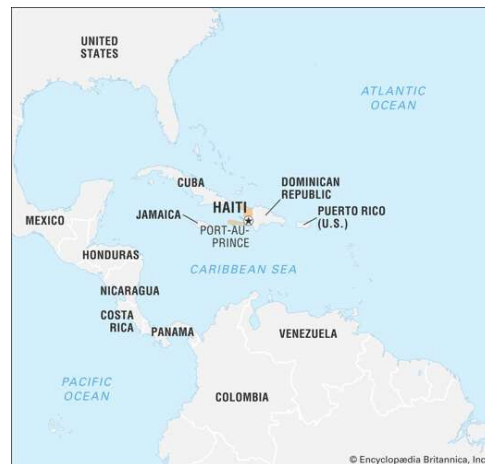 UNITED
STATES
ATLANTIC
OCEAN
CUBA
DOMINICAN
REPUBLIC
HAITI
MEXICO
JAMAICA
PUERTO RICO
(U.S.)
PORT-AU-
PRINCE
HONDURAS
CARIBBEAN SEA
NICARAGUA
COSTA
RICA
PANAMA
VENEZUELA
PACIFIC
OCEAN
COLOMBIA
© Encyclopædia Britannica, Inc